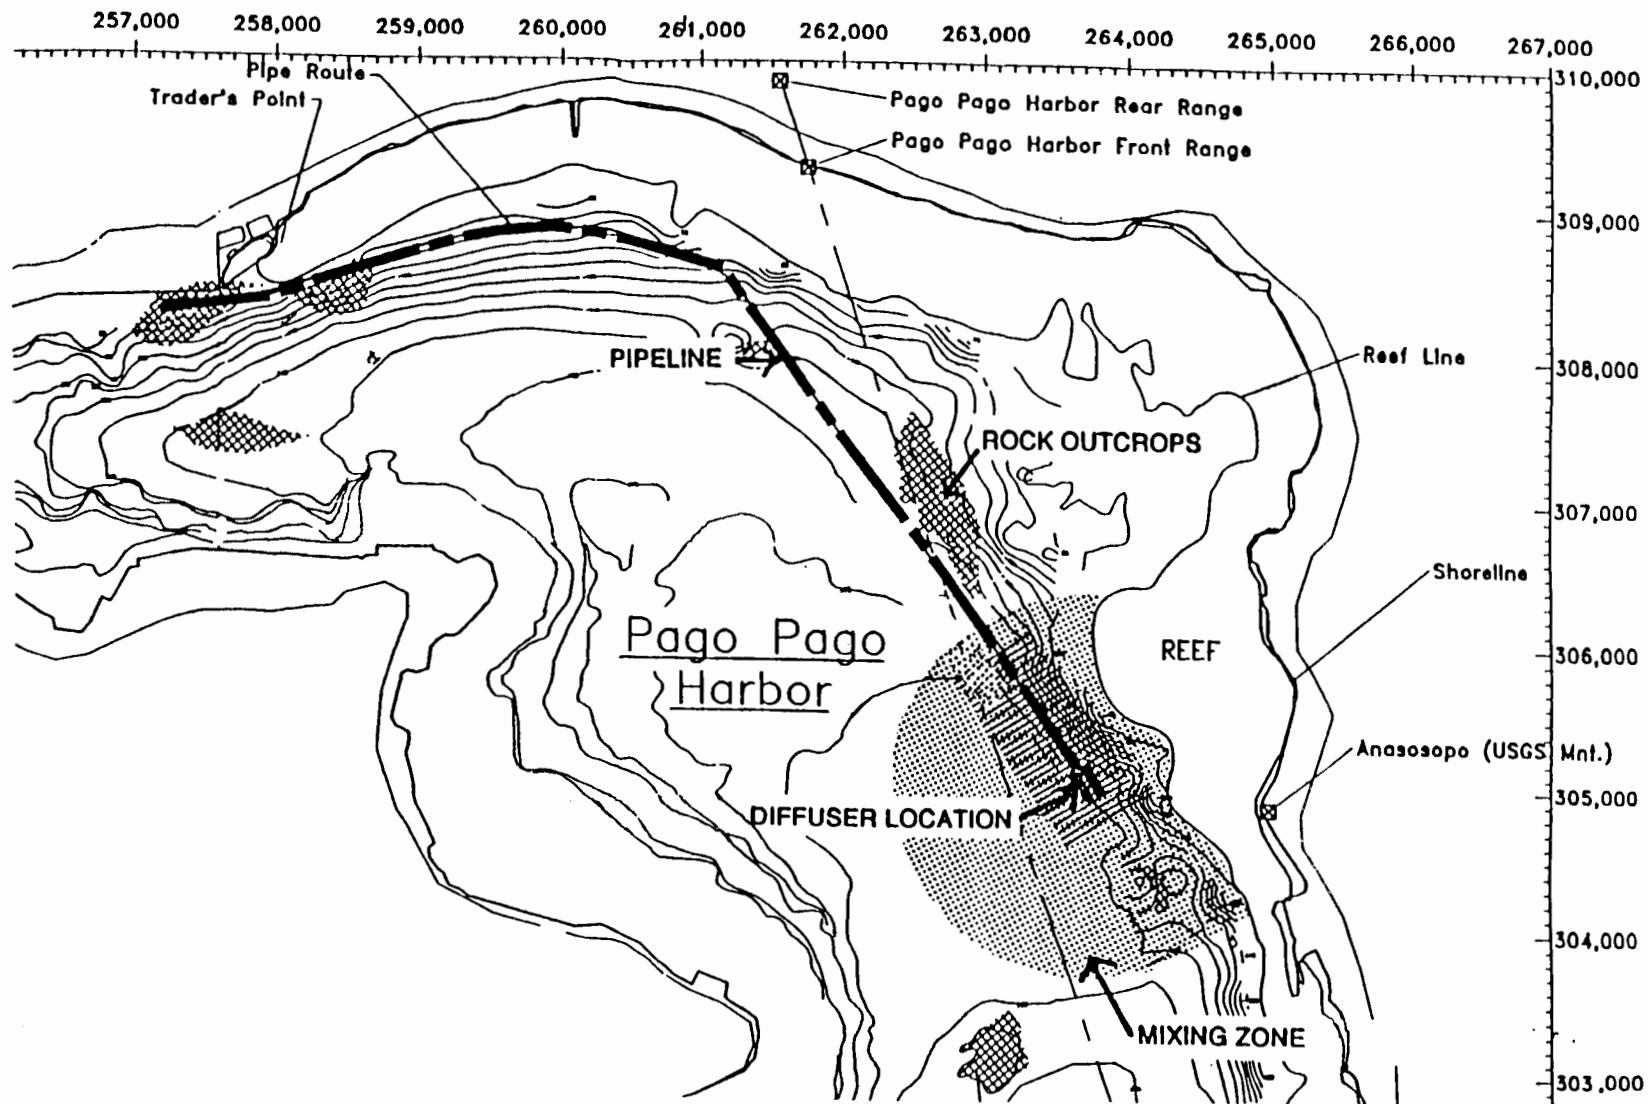 257,000 258,000 259,000 260,000 261,000 262,000 263,000 264,000 265,000 266,000 267,000
Pipe Route
310,000
Trader's Point
Pago Pago Harbor Rear Range
Pago Pago Harbor Front Range
309,000
PIPELINE
Reef Line
308,000
ROCK OUTCROPS
307,000
Shoreline
Pago Pago
Harbor
REEF
306,000
Anasosopo (USGS Mnt.)
305,000
DIFFUSER LOCATION
304,000
MIXING ZONE
303,000